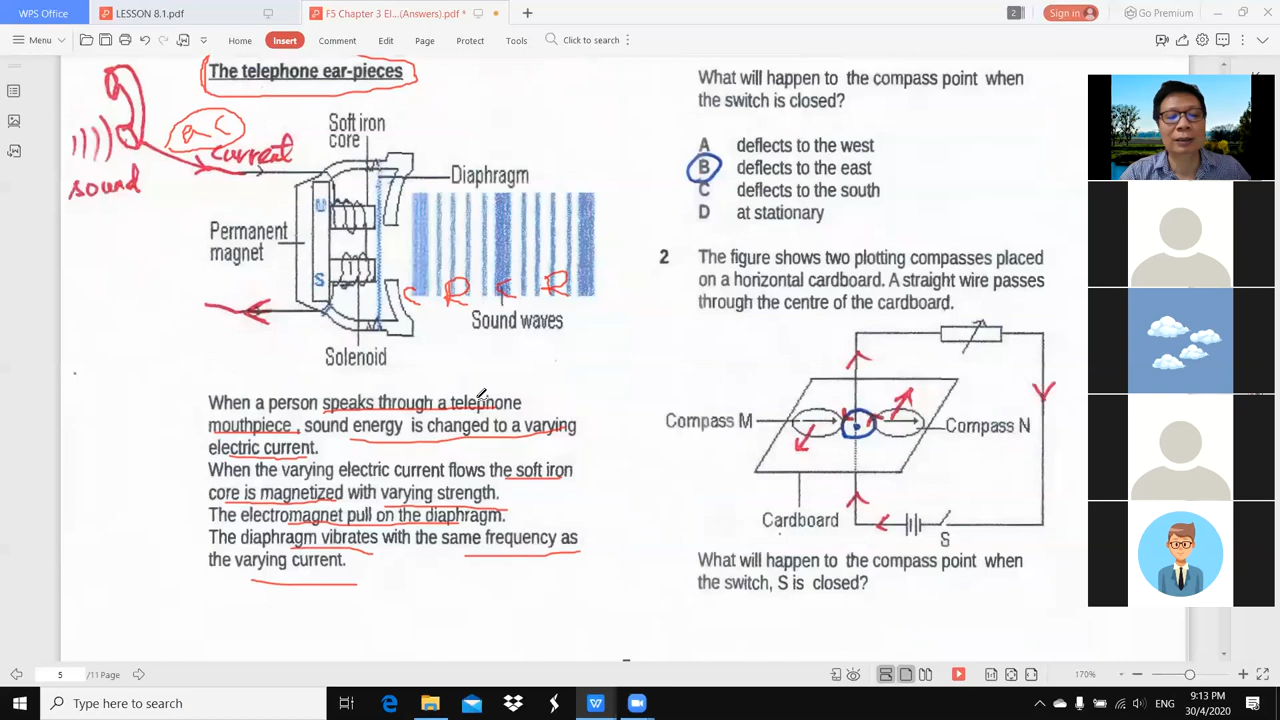 WPS Office
LESSON 8.1.pdf
F5 Chapter 3 El...(Answers).pdf *
+
2
Sign in
Go Premium
Menu
Home
Insert
Comment
Edit
Page
Protect
Tools
Click to search
The telephone ear-pieces
a c
current
sound
Soft iron
core
Diaphragm
Permanent
magnet
S
C R C R
Sound waves
Solenoid
When a person speaks through a telephone
mouthpiece , sound energy is changed to a varying
electric current.
When the varying electric current flows the soft iron
core is magnetized with varying strength.
The electromagnet pull on the diaphragm.
The diaphragm vibrates with the same frequency as
the varying current.
What will happen to the compass point when
the switch is closed?
A deflects to the west
B deflects to the east
C deflects to the south
D at stationary
2 The figure shows two plotting compasses placed
on a horizontal cardboard. A straight wire passes
through the centre of the cardboard.
Compass M
Compass N
Cardboard
S
What will happen to the compass point when
the switch, S is closed?
5 /11 Page
170%
Type here to search
9:13 PM
30/4/2020